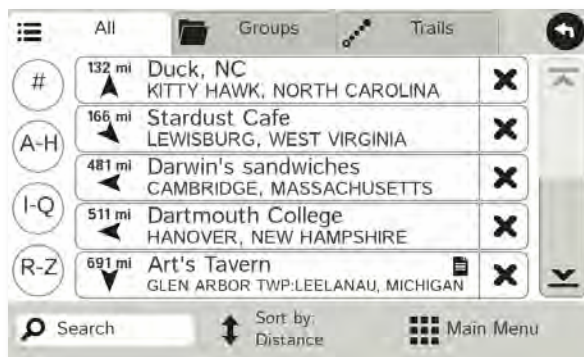 All
Groups
Trails
#
132 mi
Duck, NC
KITTY HAWK, NORTH CAROLINA
A-H
166 mi
Stardust Cafe
LEWISBURG, WEST VIRGINIA
481 mi
Darwin's sandwiches
CAMBRIDGE, MASSACHUSETTS
I-Q
511 mi
Dartmouth College
HANOVER, NEW HAMPSHIRE
R-Z
691 mi
Art's Tavern
GLEN ARBOR TWP:LEELANAU, MICHIGAN
Search
Sort by:
Distance
Main Menu